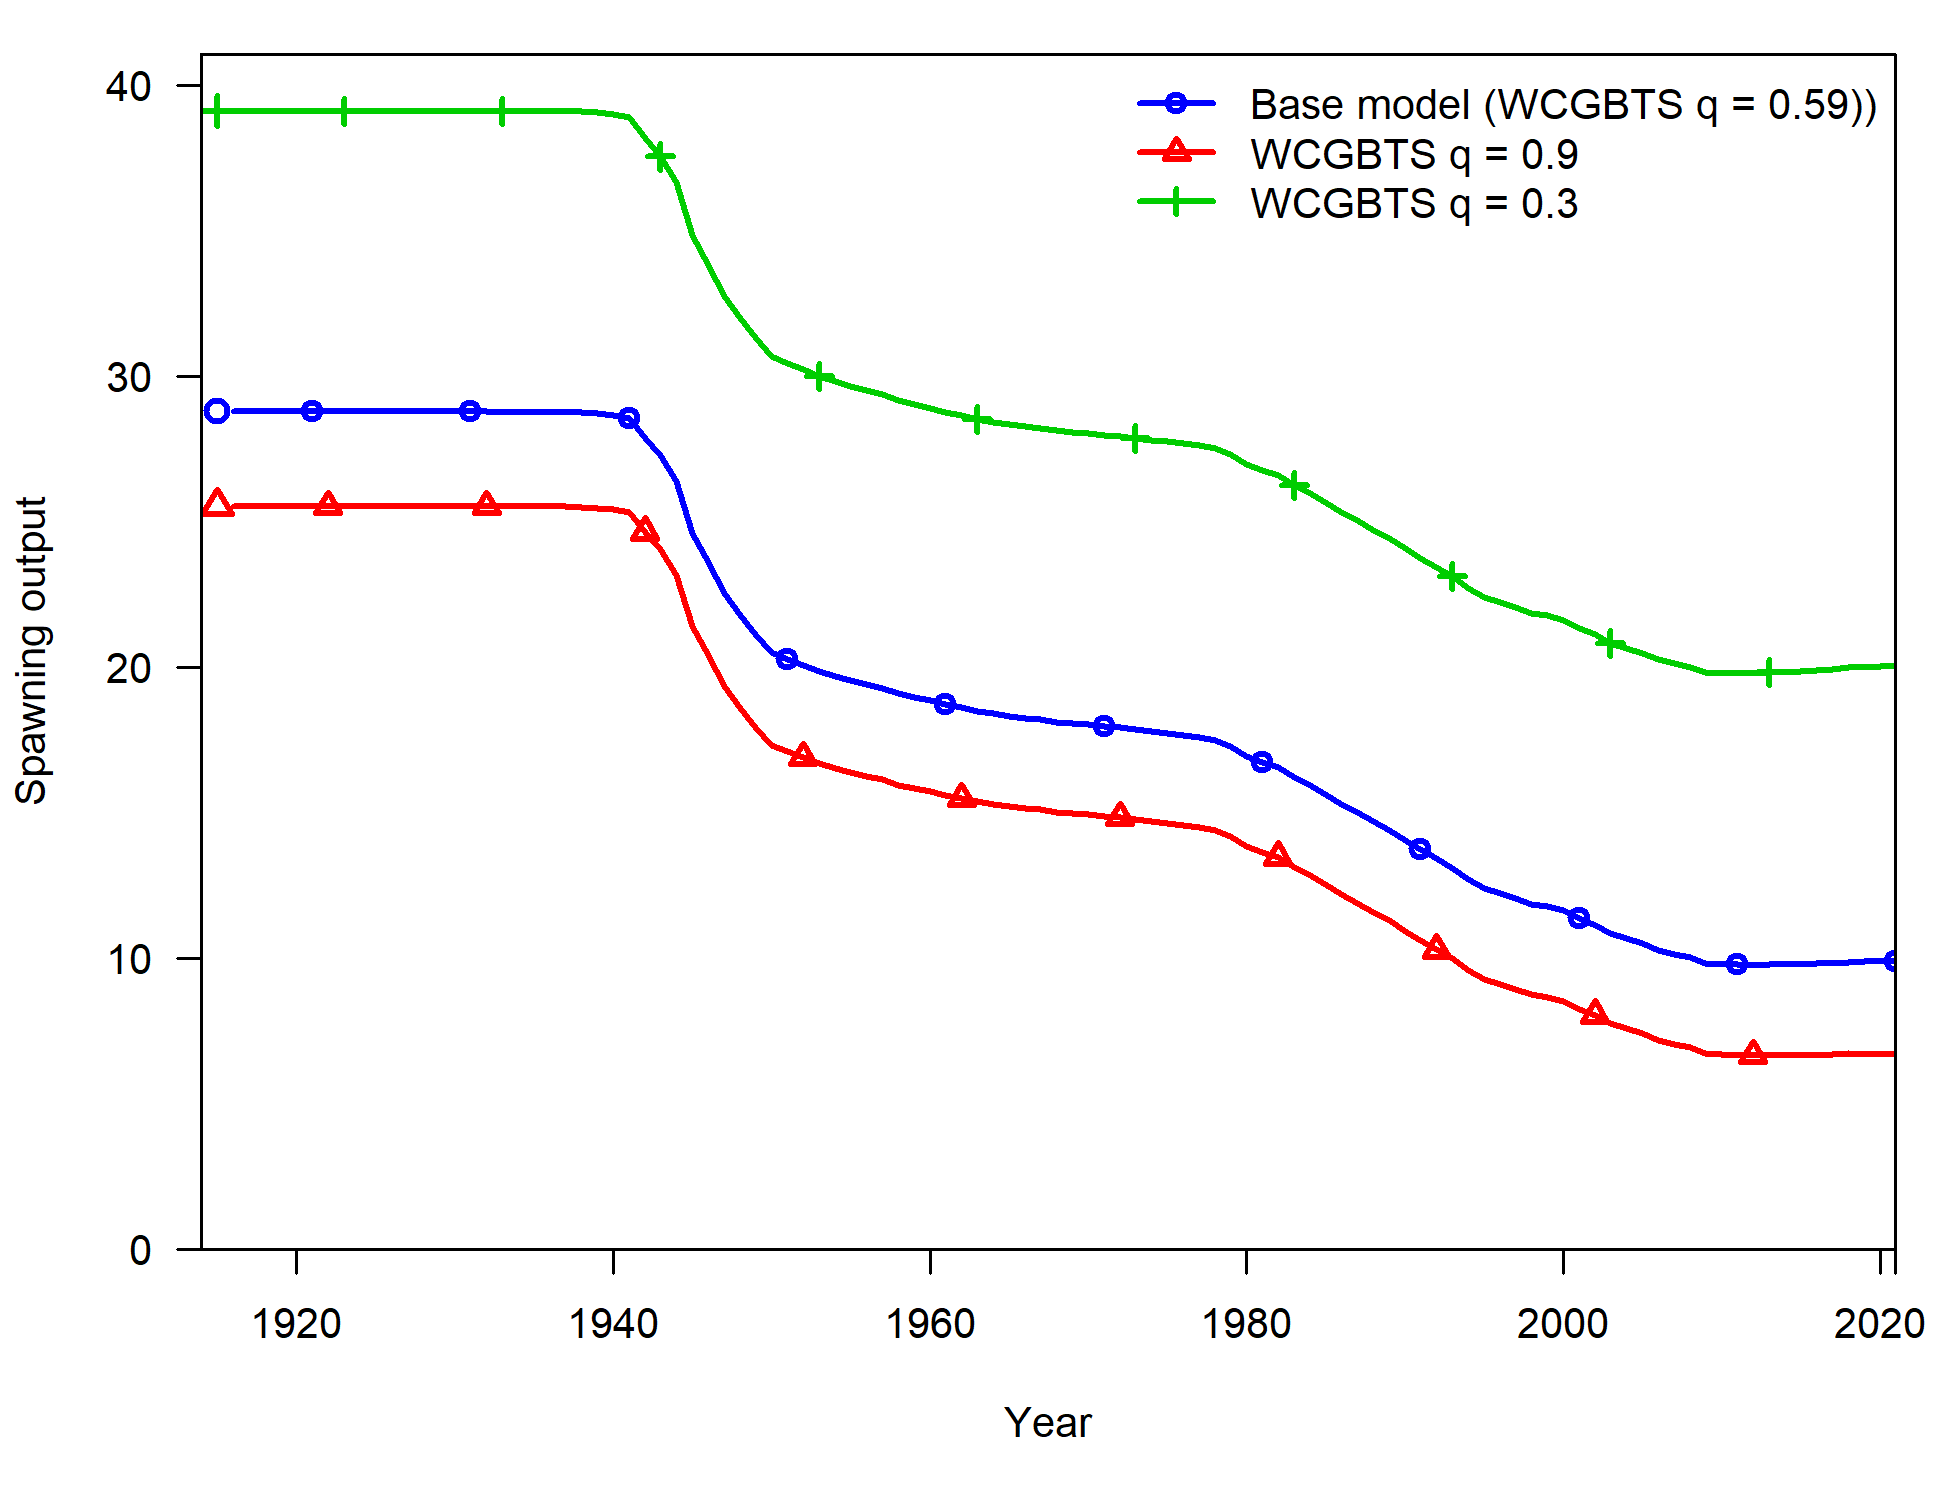 40
30
20
10
0
Spawning output
Base model (WCGBTS q = 0.59))
WCGBTS q = 0.9
WCGBTS q = 0.3
1920 1940 1960 1980 2000 2020
Year